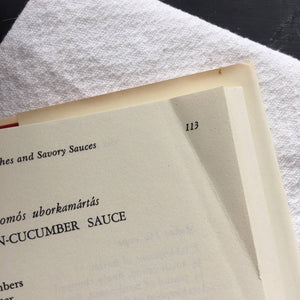 113
hes and Savory Sauces
omós uborkamártás
N-CUCUMBER SAUCE
mbers